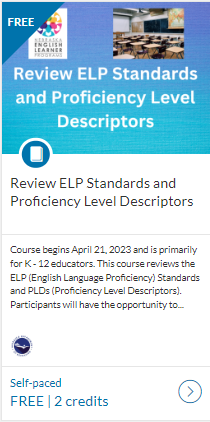 FREE
NEBRASKA
ENGLISH
LEARNER
PROGRAMS
Review ELP Standards
and Proficiency Level
Descriptors
Review ELP Standards and
Proficiency Level Descriptors
Course begins April 21, 2023 and is primarily
for K - 12 educators. This course reviews the
ELP (English Language Proficiency) Standards
and PLDs (Proficiency Level Descriptors).
Participants will have the opportunity to...
Self-paced
FREE | 2 credits